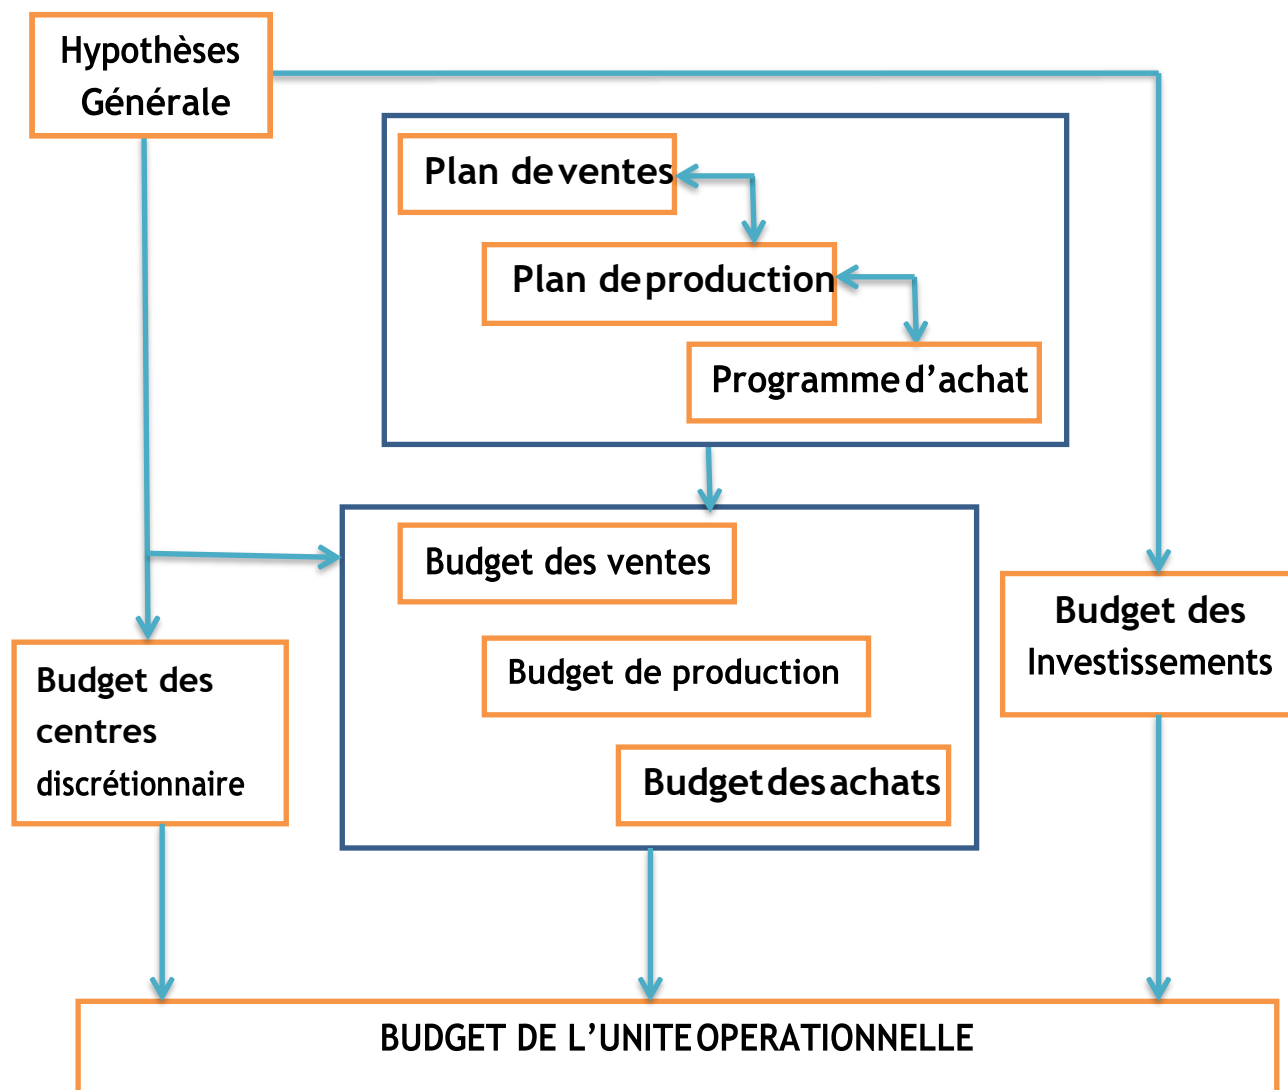 Hypothèses
Générale
Plan de ventes
Plan de production
Programme d’achat
Budget des ventes
Budget de production
Budget des achats
Budget des
centres
discrétionnaire
Budget des
Investissements
BUDGET DE L’UNITE OPERATIONNELLE